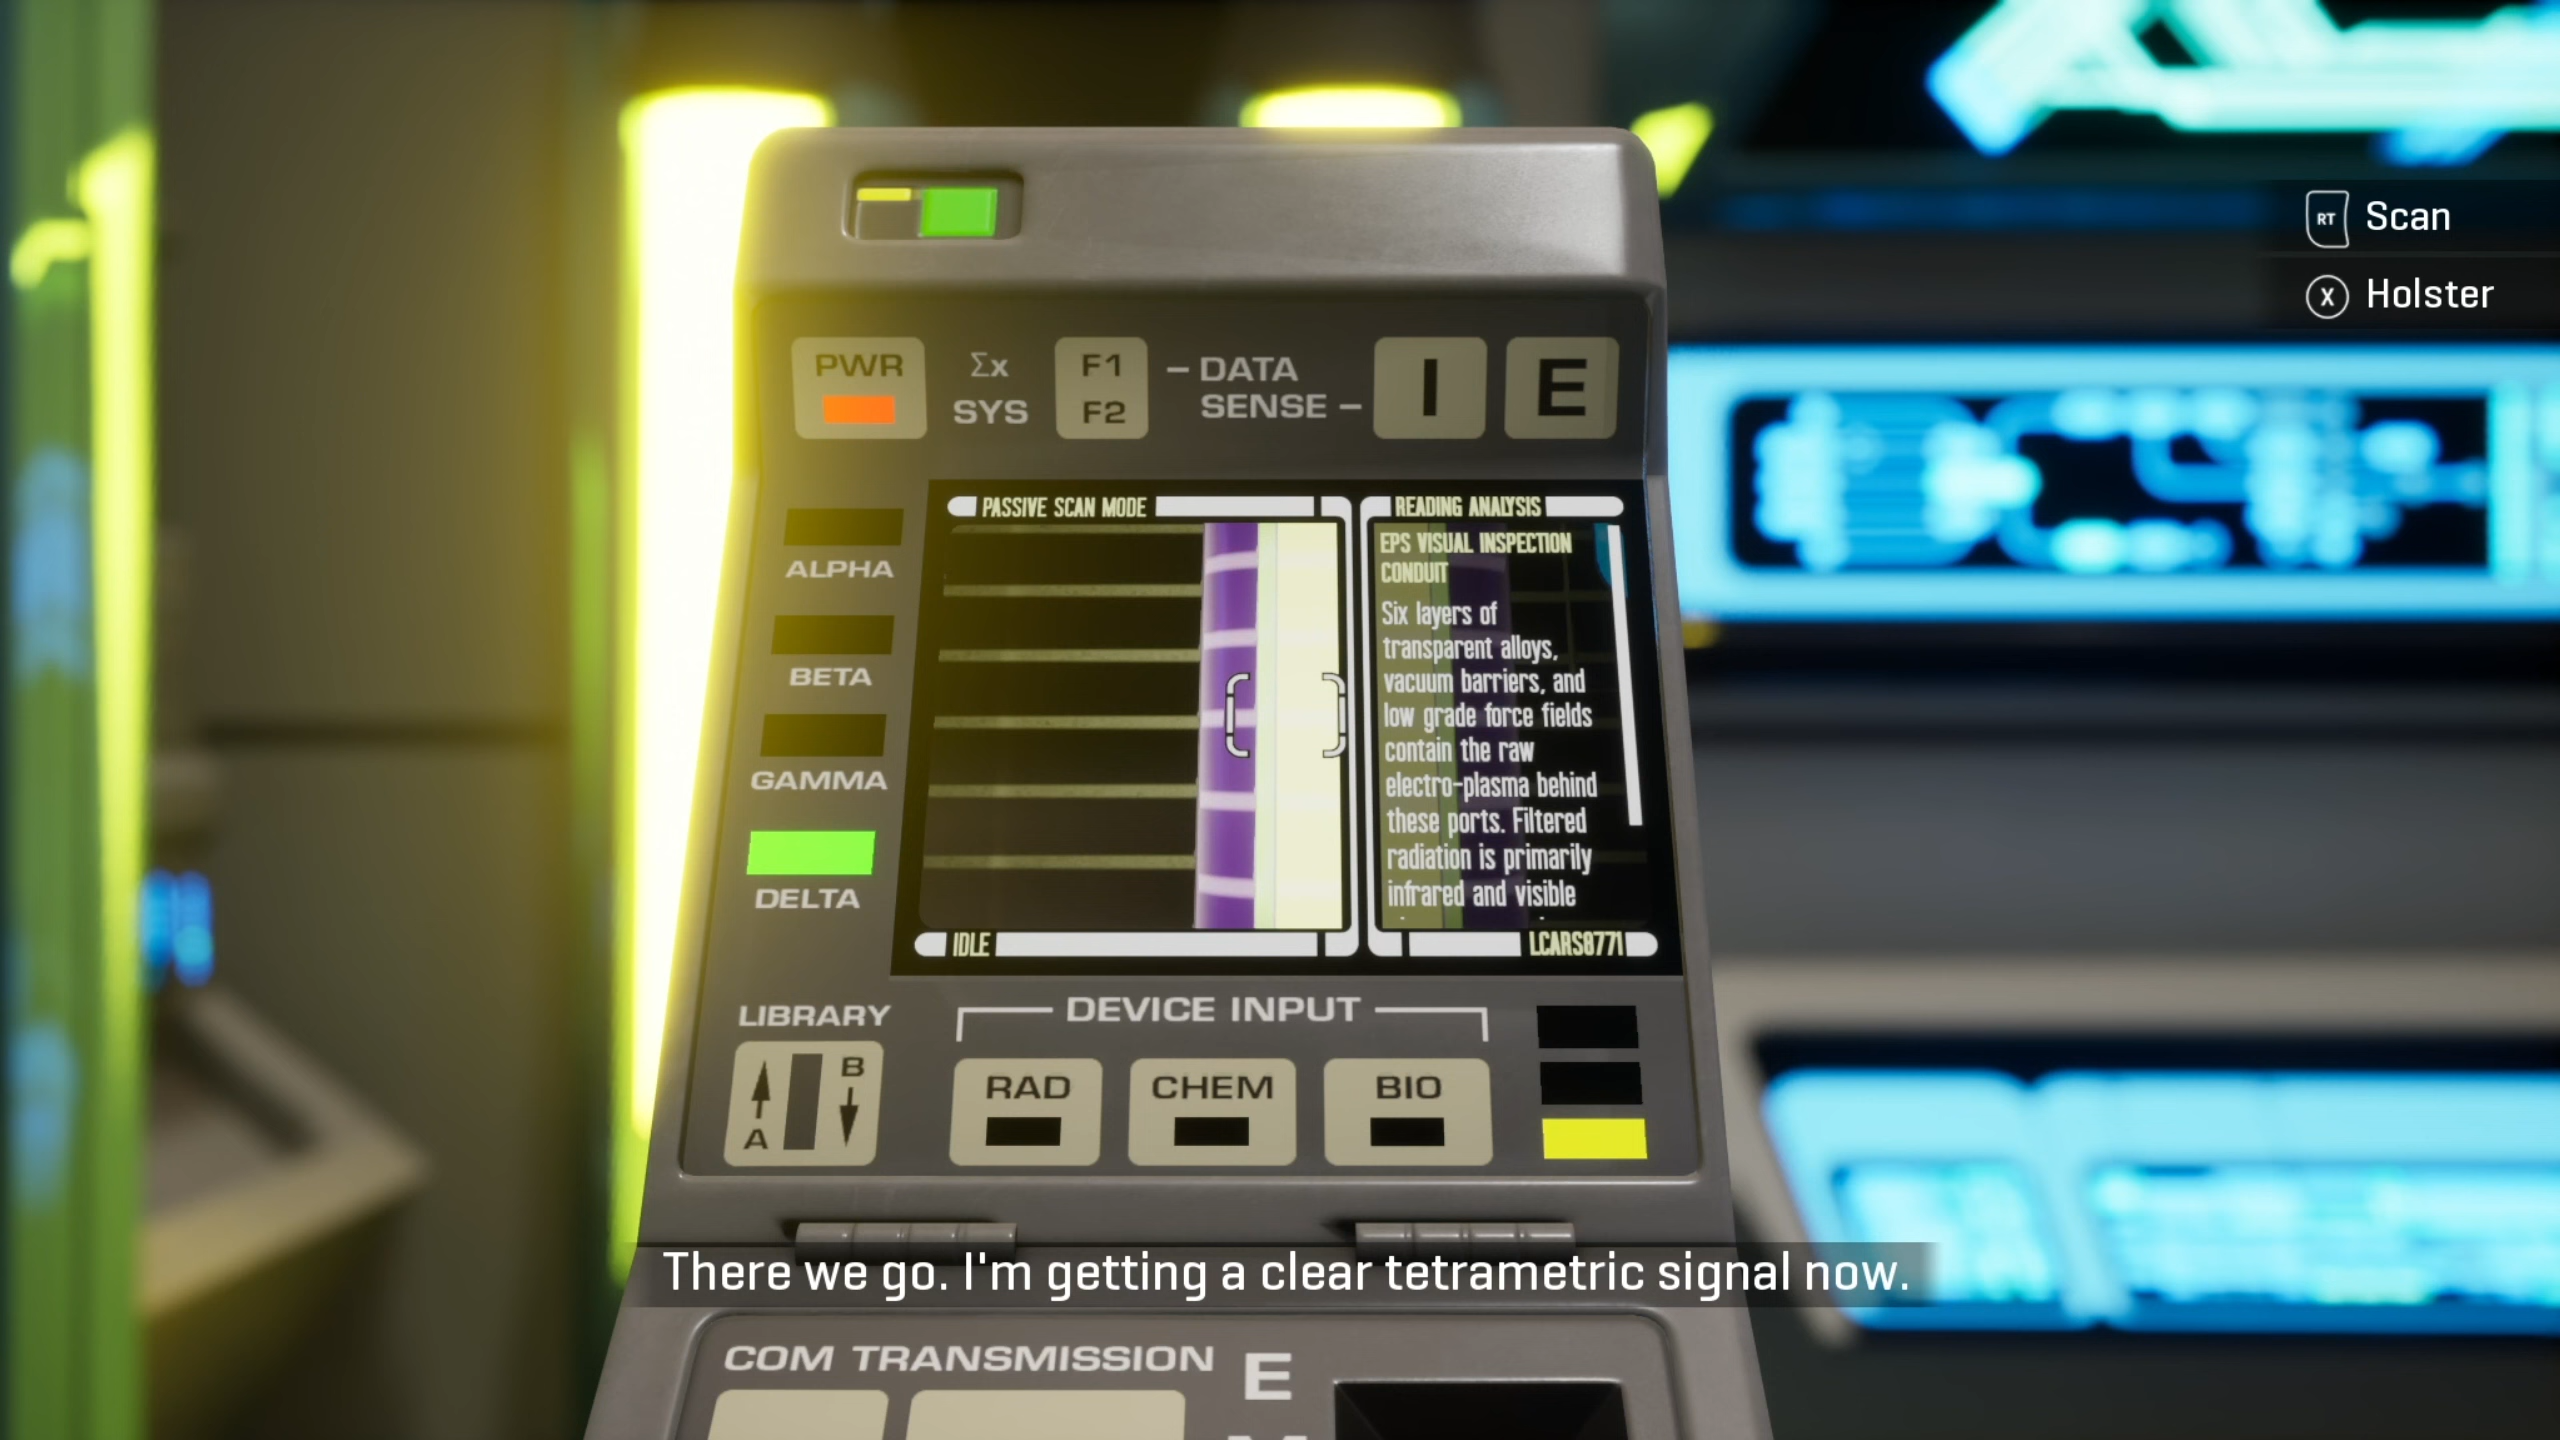 RT Scan
X Holster
PWR
Σx
SYS
F1
F2
– DATA
SENSE –
I
E
ALPHA
BETA
GAMMA
DELTA
PASSIVE SCAN MODE
IDLE
READING ANALYSIS
EPS VISUAL INSPECTION
CONDUIT
Six layers of
transparent alloys,
vacuum barriers, and
low grade force fields
contain the raw
electro-plasma behind
these ports. Filtered
radiation is primarily
infrared and visible
LCARS8771
LIBRARY
A
B
DEVICE INPUT
RAD
CHEM
BIO
There we go. I'm getting a clear tetrametric signal now.
COM TRANSMISSION
E